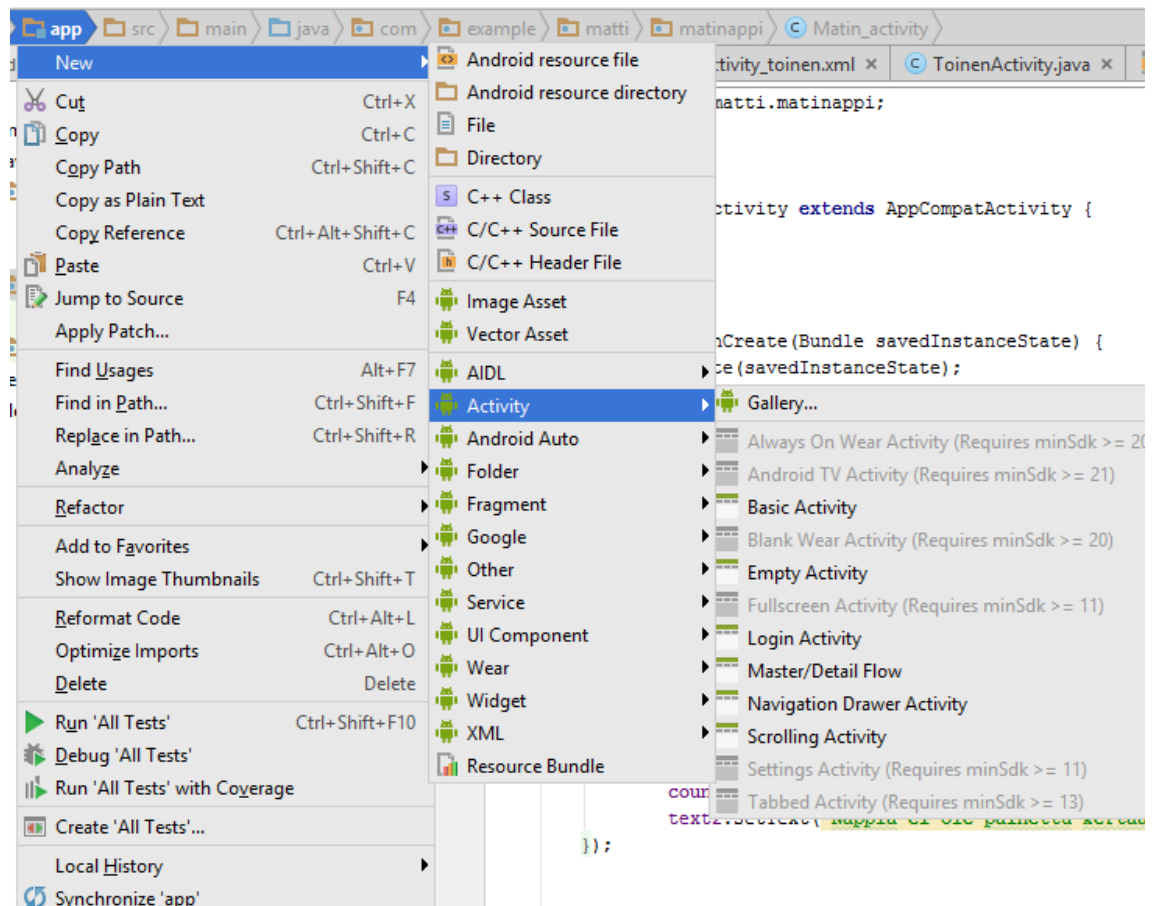 app src main java com example matti matinappi Matin_activity
tivity_toinen.xml ToinenActivity.java
New
Cut Ctrl+X
Copy Ctrl+C
Copy Path Ctrl+Shift+C
Copy as Plain Text
Copy Reference Ctrl+Alt+Shift+C
Paste Ctrl+V
Jump to Source F4
Apply Patch...
Find Usages Alt+F7
Find in Path... Ctrl+Shift+F
Replace in Path... Ctrl+Shift+R
Analyze
Refactor
Add to Favorites
Show Image Thumbnails Ctrl+Shift+T
Reformat Code Ctrl+Alt+L
Optimize Imports Ctrl+Alt+O
Delete Delete
Run 'All Tests' Ctrl+Shift+F10
Debug 'All Tests'
Run 'All Tests' with Coverage
Create 'All Tests'...
Local History
Synchronize 'app'
Android resource file
Android resource directory
File
Directory
C++ Class
C/C++ Source File
C/C++ Header File
Image Asset
Vector Asset
AIDL
Activity
Android Auto
Folder
Fragment
Google
Other
Service
UI Component
Wear
Widget
XML
Resource Bundle
Gallery...
Always On Wear Activity (Requires minSdk >= 20
Android TV Activity (Requires minSdk >= 21)
Basic Activity
Blank Wear Activity (Requires minSdk >= 20)
Empty Activity
Fullscreen Activity (Requires minSdk >= 11)
Login Activity
Master/Detail Flow
Navigation Drawer Activity
Scrolling Activity
Settings Activity (Requires minSdk >= 11)
Tabbed Activity (Requires minSdk >= 13)
matti.matinappi;
ctivity extends AppCompatActivity {
nCreate(Bundle savedInstanceState) {
te(savedInstanceState);
coun
});